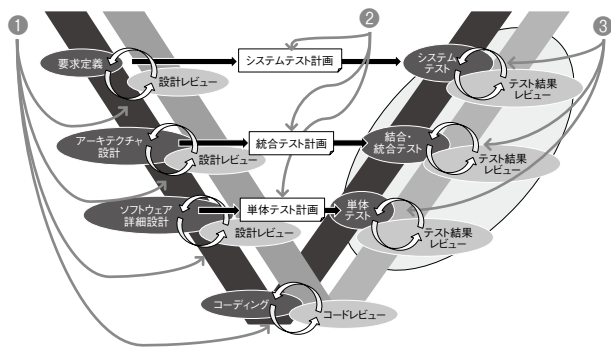 ❶
❷
❸
要求定義
設計レビュー
システムテスト計画
システム
テスト
テスト結果
レビュー
アーキテクチャ
設計
設計レビュー
統合テスト計画
結合・
統合テスト
テスト結果
レビュー
ソフトウェア
詳細設計
設計レビュー
単体テスト計画
単体
テスト
テスト結果
レビュー
コーディング
コードレビュー